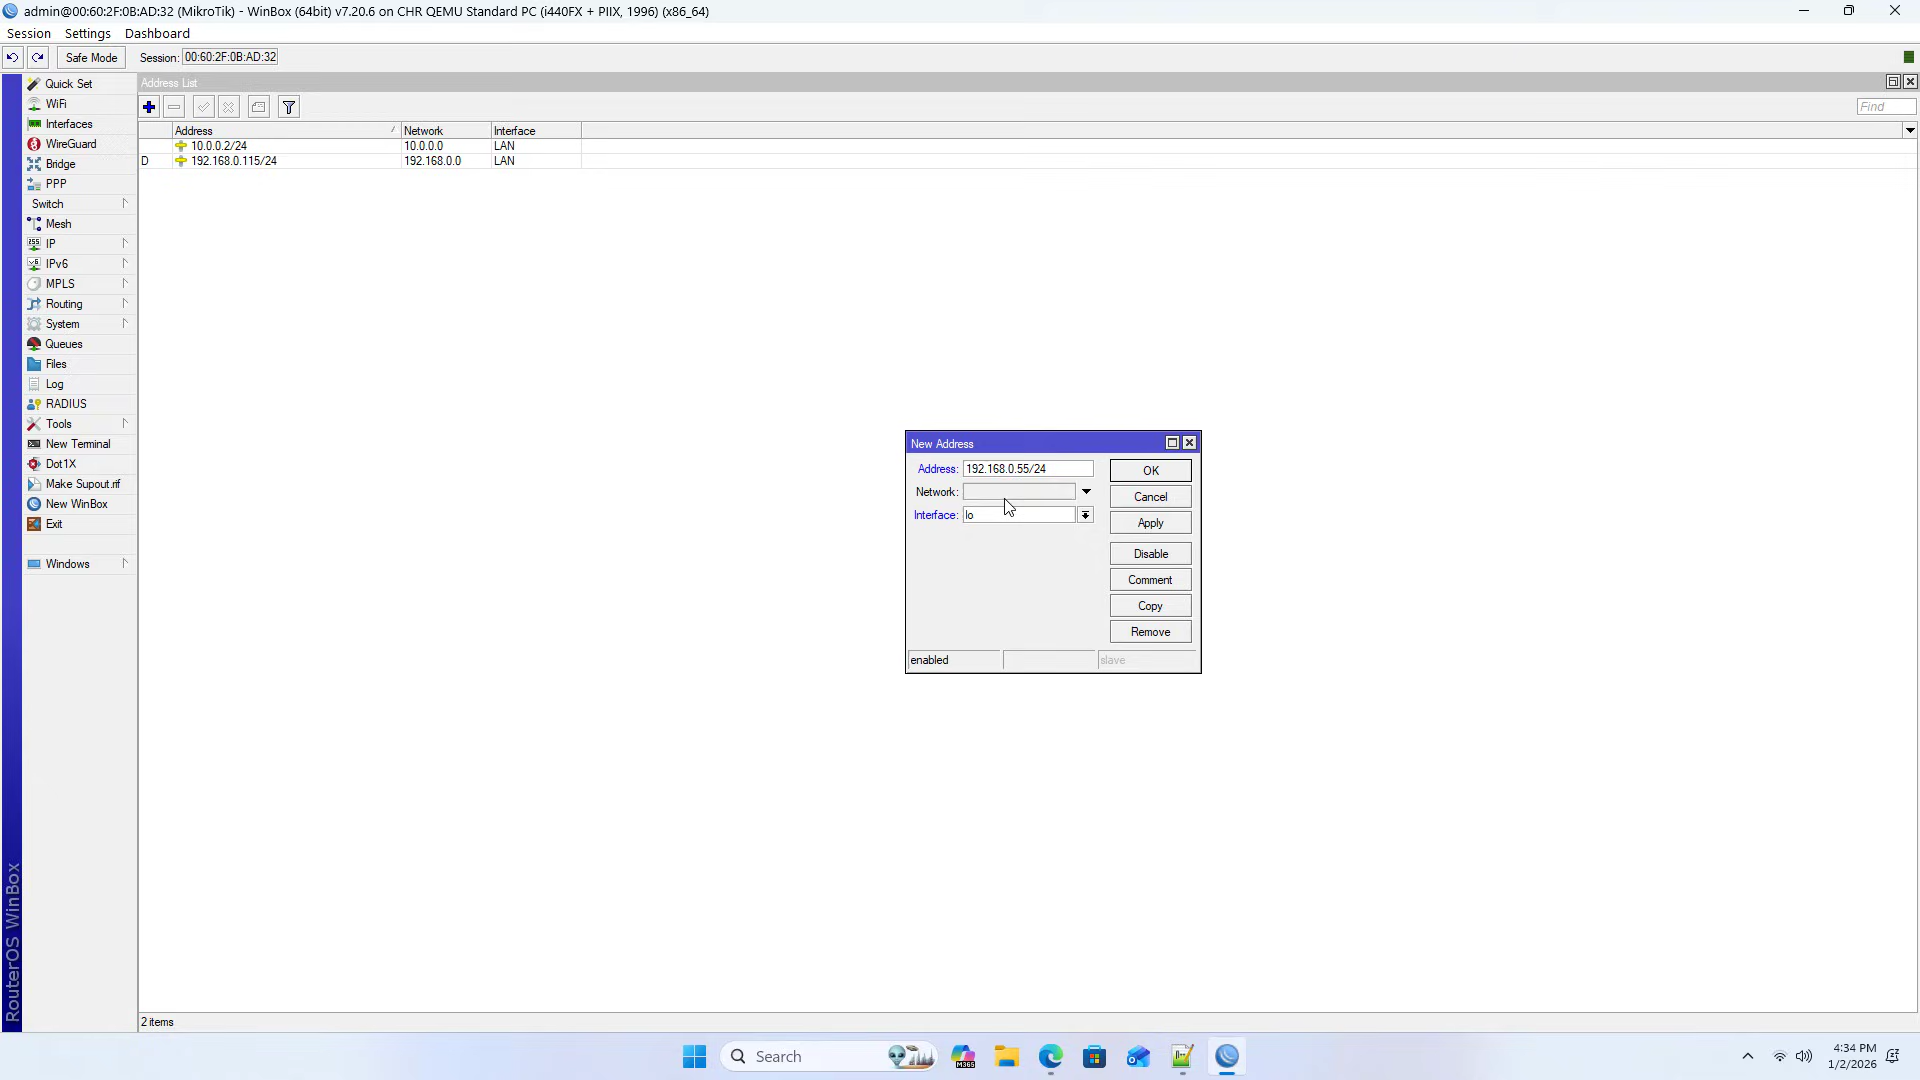 admin@00:60:2F:0B:AD:32 (MikroTik) - WinBox (64bit) v7.20.6 on CHR QEMU Standard PC (i440FX + PIIX, 1996) (x86_64)
Session Settings Dashboard
Safe Mode Session: 00:60:2F:0B:AD:32
Quick Set
WiFi
Interfaces
WireGuard
Bridge
PPP
Switch
Mesh
IP
IPv6
MPLS
Routing
System
Queues
Files
Log
RADIUS
Tools
New Terminal
Dot1X
Make Supout.rif
New WinBox
Exit
Windows
RouterOS WinBox
Address List
Find
Address Network Interface
10.0.0.2/24 10.0.0.0 LAN
D 192.168.0.115/24 192.168.0.0 LAN
New Address
Address: 192.168.0.55/24 OK
Network: Cancel
Interface: lo Apply
Disable
Comment
Copy
Remove
enabled slave
2 items
Search
4:34 PM
1/2/2026